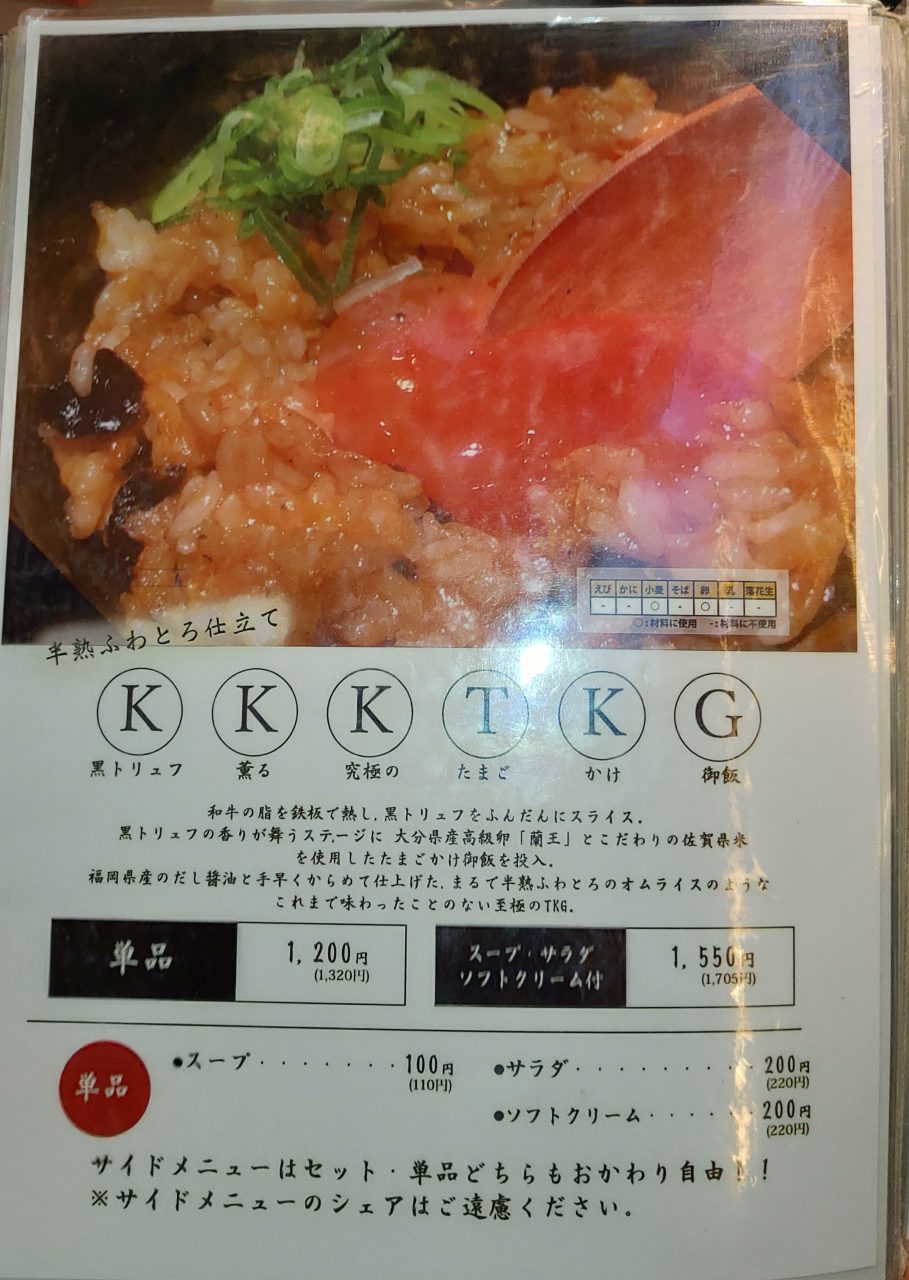 えび かに 小麦 そば 卵 乳 落花生
- - ○ - ○ - -
○:材料に使用 -:材料に不使用
半熟ふわとろ仕立て
K K K T K G
黒トリュフ 薫る 究極の たまご かけ 御飯
和牛の脂を鉄板で熱し,黒トリュフをふんだんにスライス.
黒トリュフの香りが舞うステージに 大分県産高級卵「蘭王」とこだわりの佐賀県米
を使用したたまごかけ御飯を投入.
福岡県産のだし醤油と手早くからめて仕上げた,まるで半熟ふわとろのオムライスのような
これまで味わったことのない至極のTKG.
単品 1,200円 (1,320円)
スープ・サラダ ソフトクリーム付 1,550円 (1,705円)
単品
●スープ・・・・・・・100円 (110円)
●サラダ・・・・・・・・・200円 (220円)
●ソフトクリーム・・・・・200円 (220円)
サイドメニューはセット・単品どちらもおかわり自由!!
※サイドメニューのシェアはご遠慮ください。